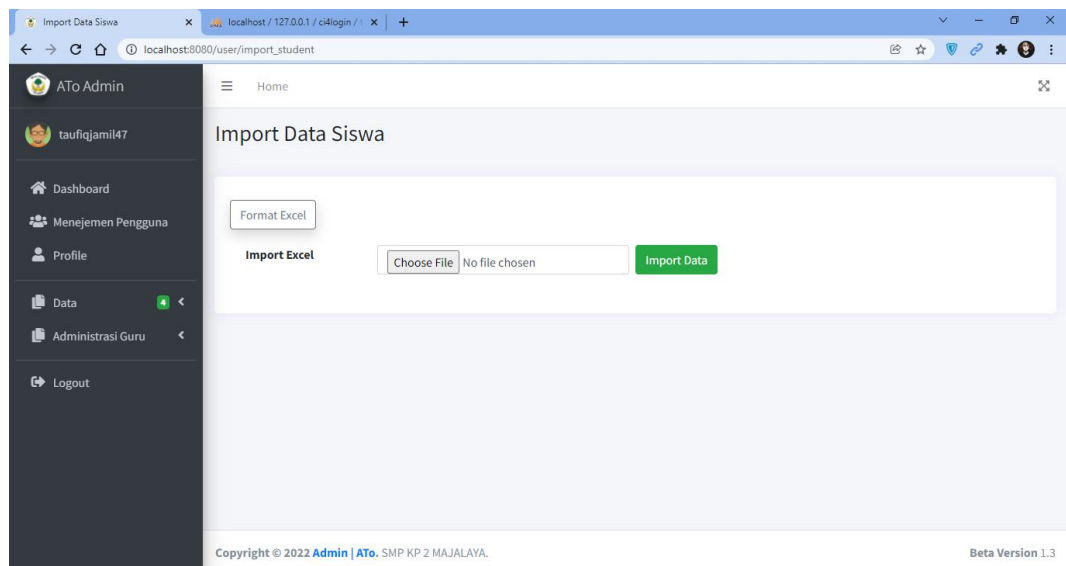 Import Data Siswa
localhost / 127.0.0.1 / ci4login / t
localhost:8080/user/import_student
ATo Admin
Home
taufiqjamil47
Import Data Siswa
Dashboard
Menejemen Pengguna
Profile
Data 4
Administrasi Guru
Logout
Format Excel
Import Excel Choose File No file chosen Import Data
Copyright © 2022 Admin | ATo. SMP KP 2 MAJALAYA. Beta Version 1.3